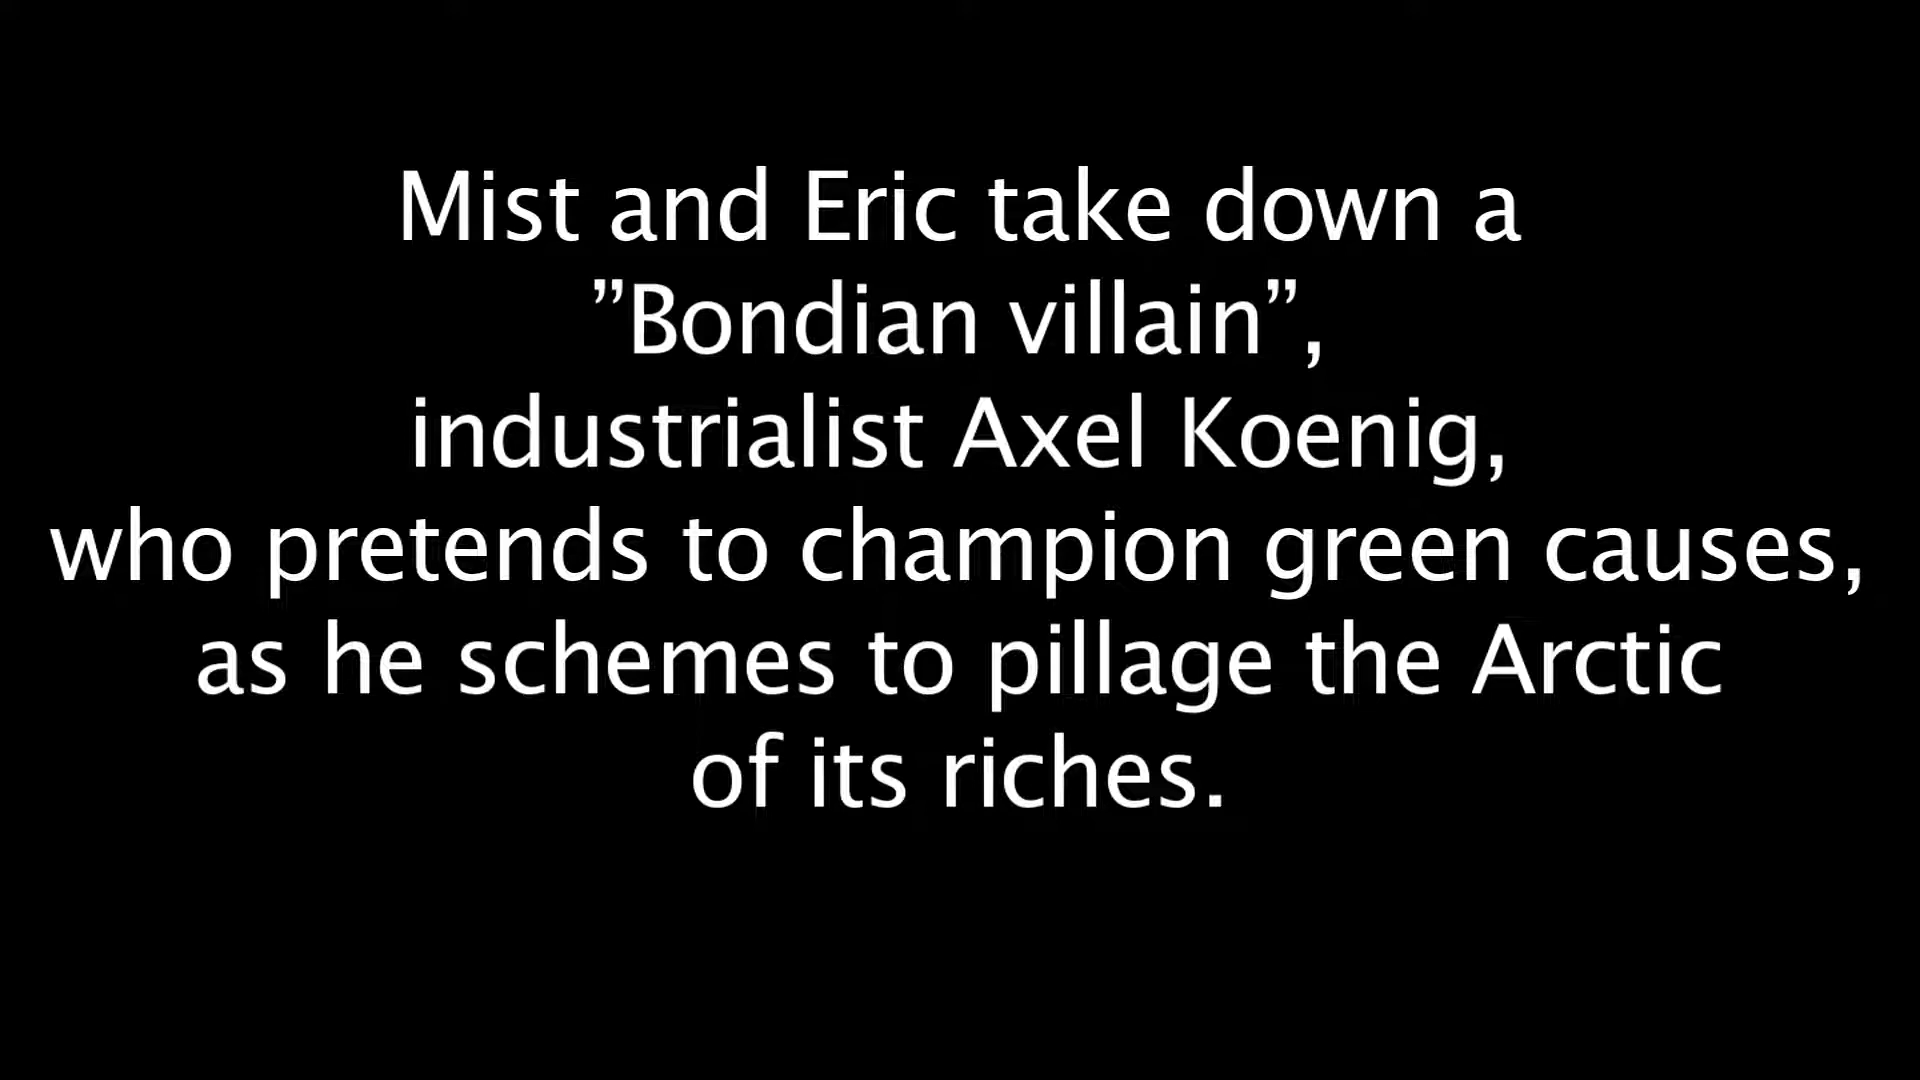 Mist and Eric take down a
”Bondian villain”,
industrialist Axel Koenig,
who pretends to champion green causes,
as he schemes to pillage the Arctic
of its riches.